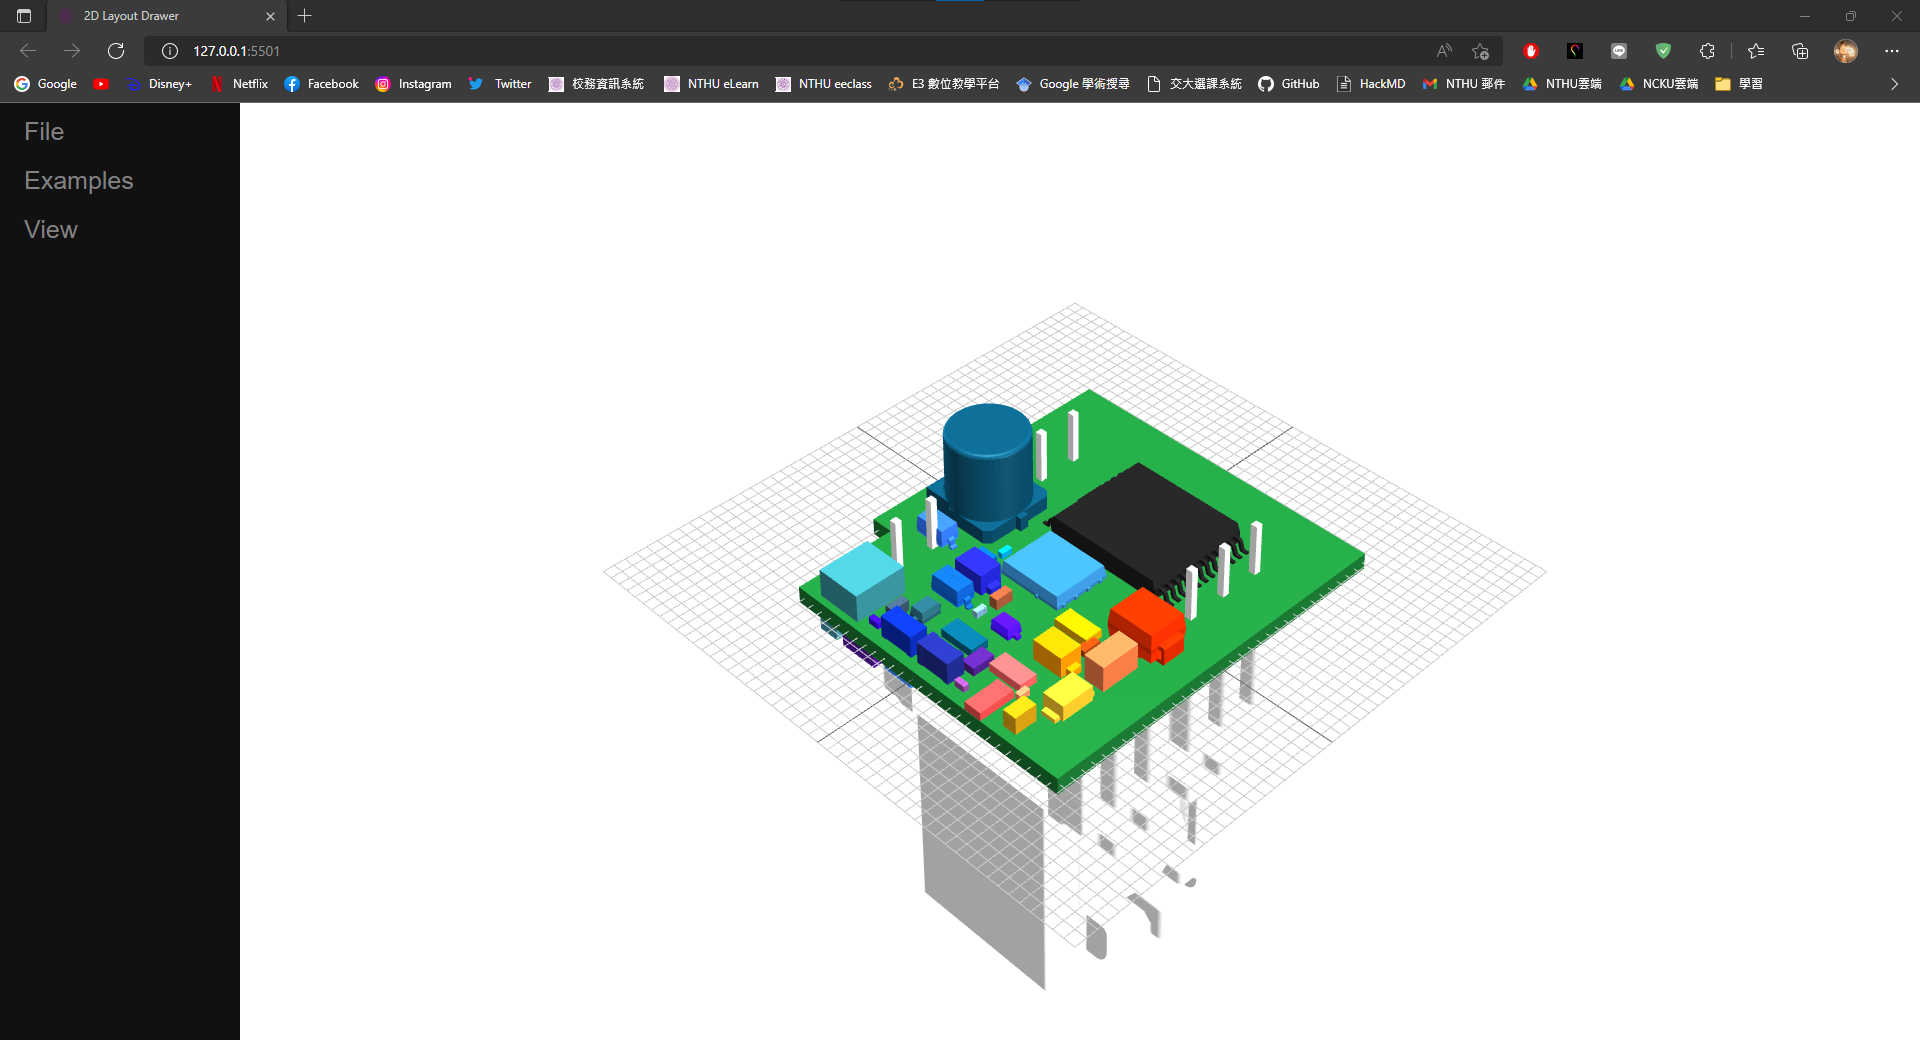 2D Layout Drawer
127.0.0.1:5501
Google Disney+ Netflix Facebook Instagram Twitter 校務資訊系統 NTHU eLearn NTHU eeclass E3 數位教學平台 Google 學術搜尋 交大選課系統 GitHub HackMD NTHU 郵件 NTHU雲端 NCKU雲端 學習
File
Examples
View